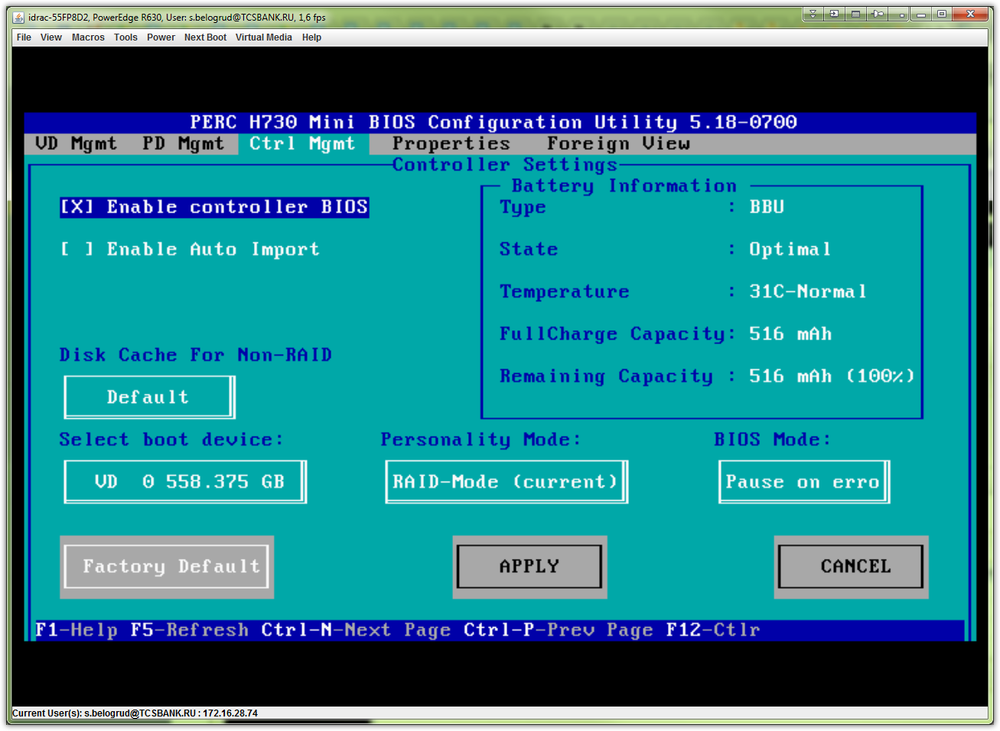 idrac-55FP8D2, PowerEdge R630, User: s.belogrud@TCSBANK.RU, 1,6 fps
File View Macros Tools Power Next Boot Virtual Media Help
PERC H730 Mini BIOS Configuration Utility 5.18-0700
VD Mgmt PD Mgmt Ctrl Mgmt Properties Foreign View
Controller Settings
Battery Information
[X] Enable controller BIOS
Type : BBU
[ ] Enable Auto Import
State : Optimal
Temperature : 31C-Normal
FullCharge Capacity: 516 mAh
Disk Cache For Non-RAID
Remaining Capacity : 516 mAh (100%)
Default
Select boot device: Personality Mode: BIOS Mode:
VD 0 558.375 GB RAID-Mode (current) Pause on erro
Factory Default APPLY CANCEL
F1-Help F5-Refresh Ctrl-N-Next Page Ctrl-P-Prev Page F12-Ctlr
Current User(s): s.belogrud@TCSBANK.RU : 172.16.28.74